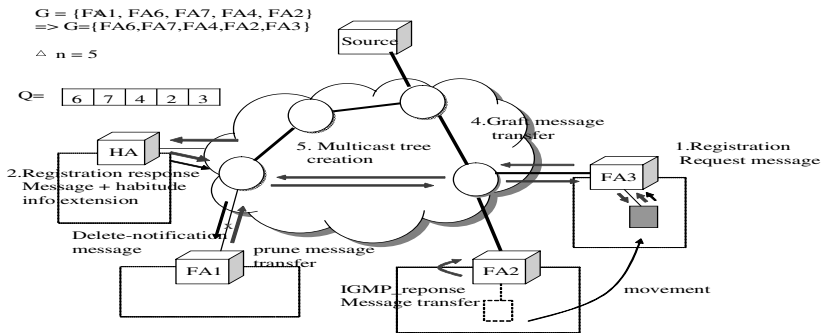 G = {FA1, FA6, FA7, FA4, FA2}
=> G={FA6,FA7,FA4,FA2,FA3}
△ n = 5
Q= 6 7 4 2 3
Source
4.Graft message
transfer
1.Registration
Request message
HA
5. Multicast tree
creation
2.Registration response
Message + habitude
info extension
FA3
Delete-notification
message
x
prune message
transfer
FA1
FA2
IGMP_reponse
Message transfer
movement